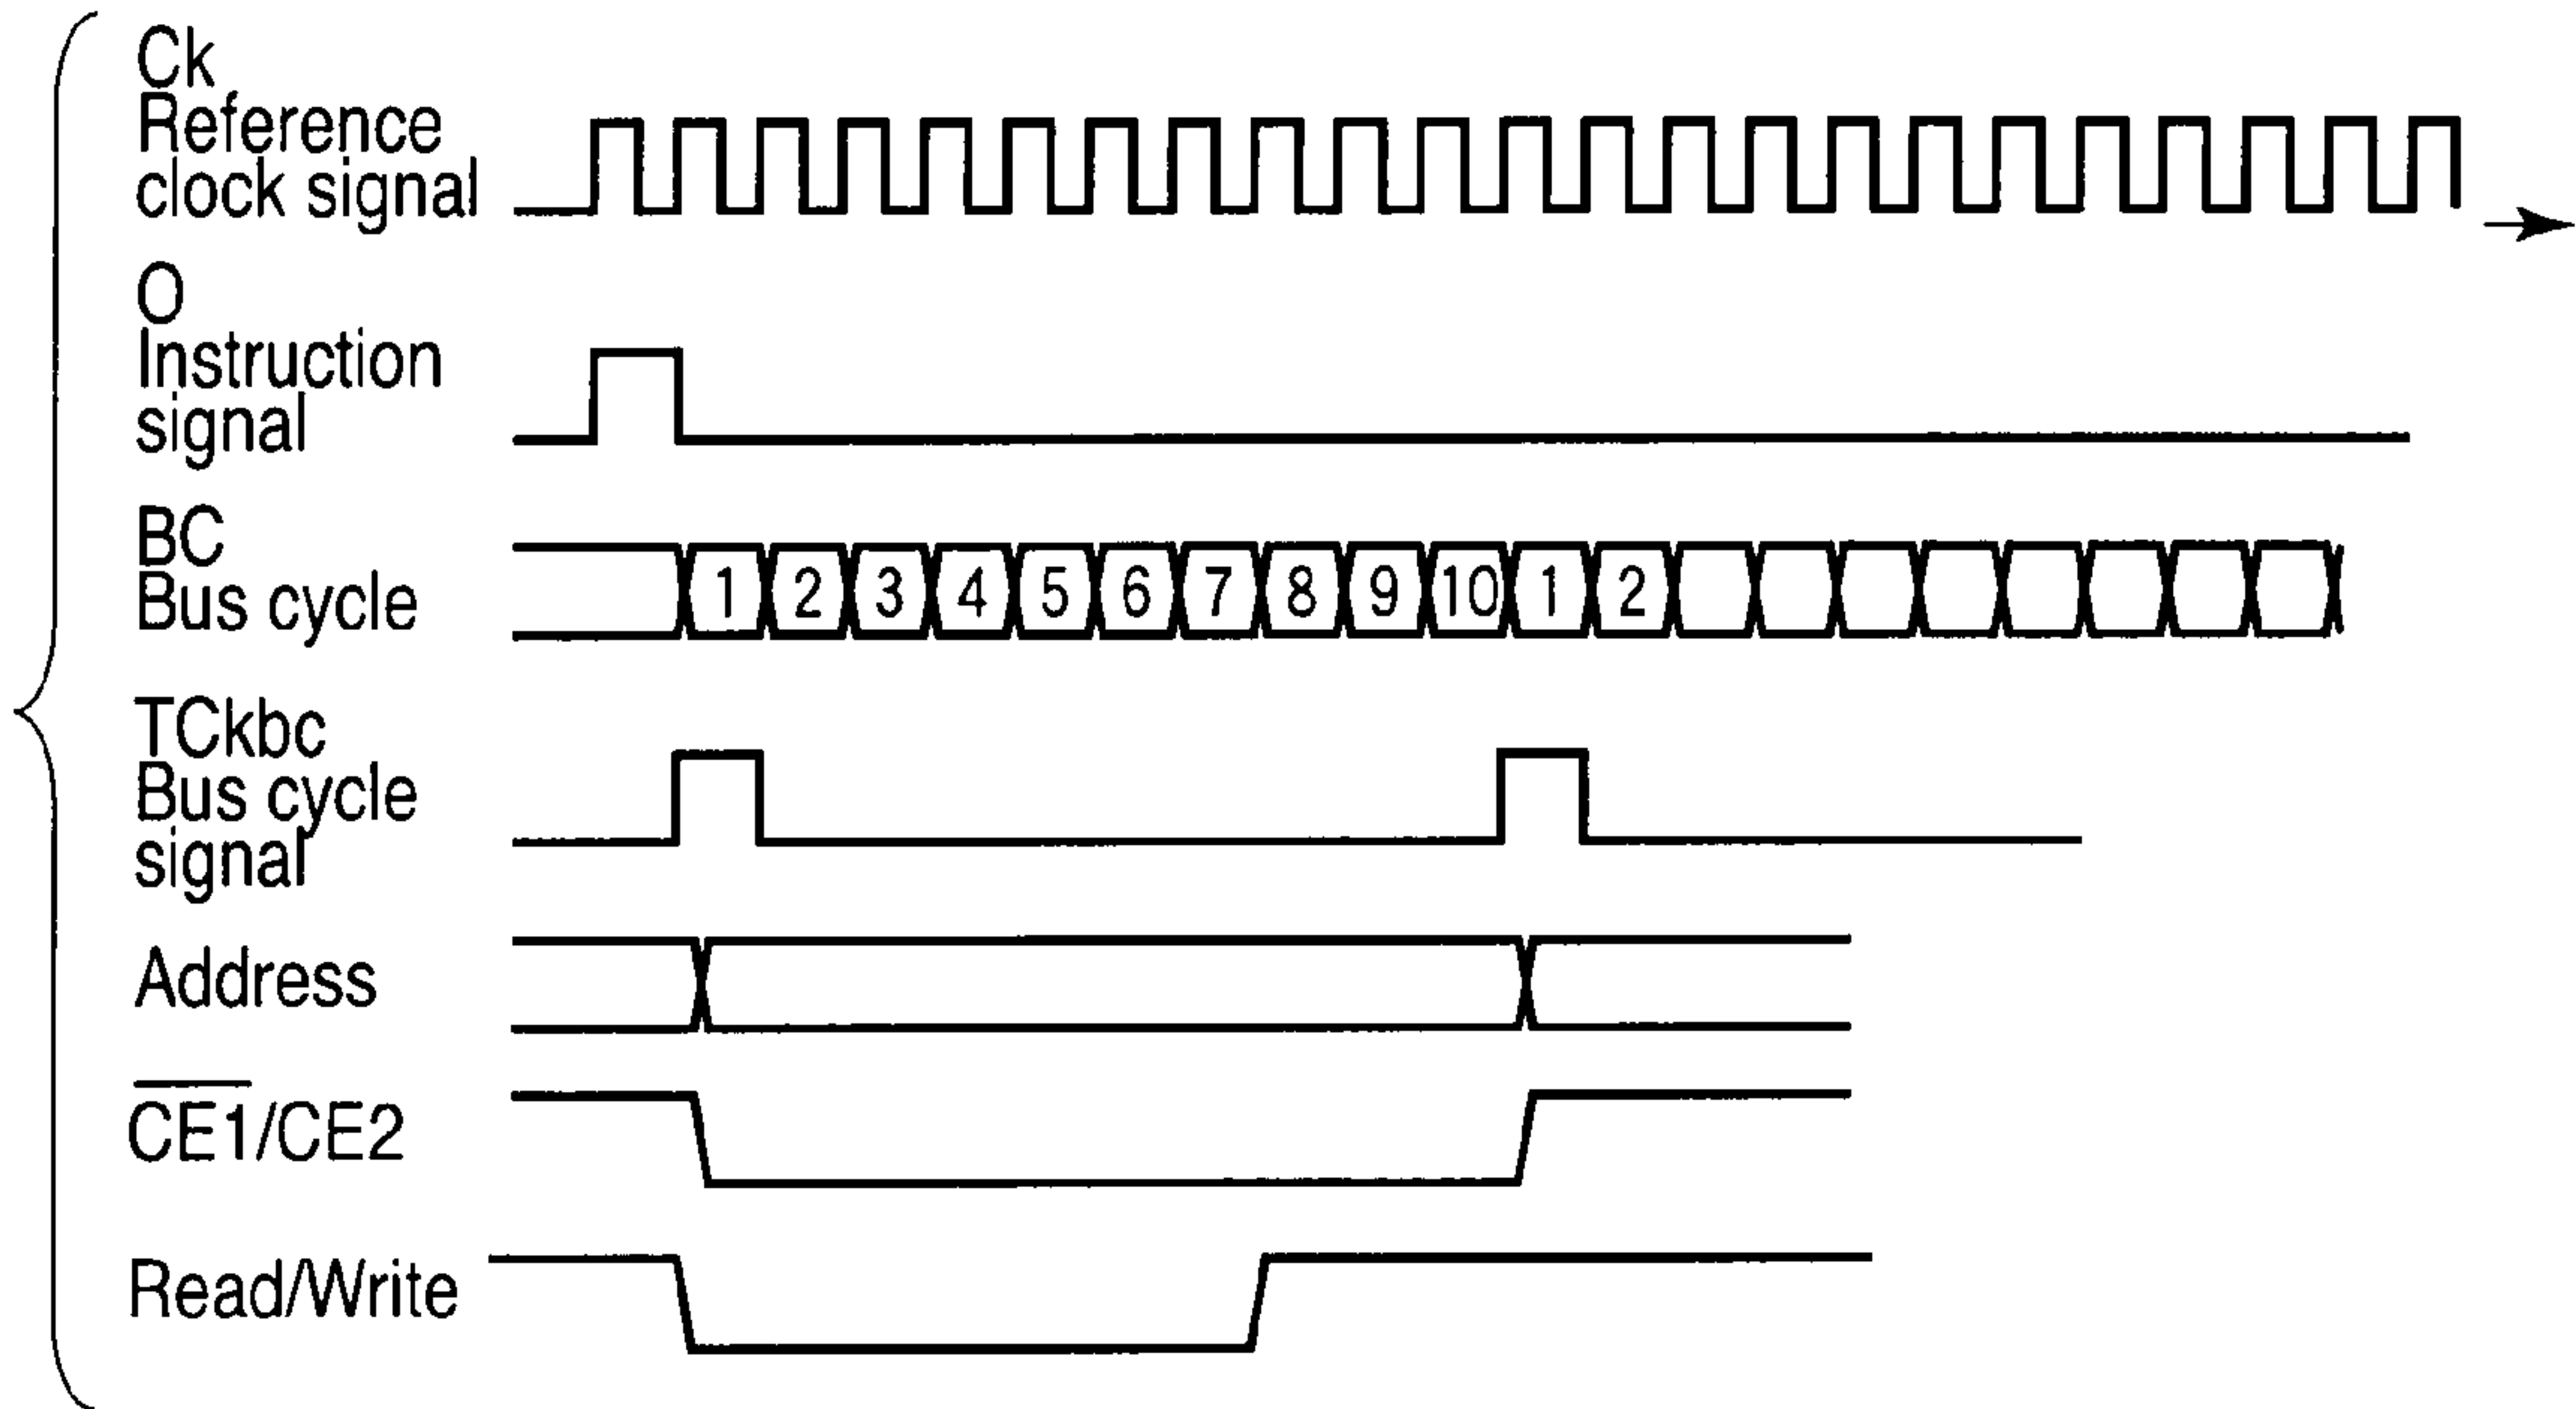 Ck
Reference
clock signal
O
Instruction
signal
BC
Bus cycle
1 2 3 4 5 6 7 8 9 10 1 2
TCkbc
Bus cycle
signal
Address
C̅E̅1̅/CE2
Read/Write